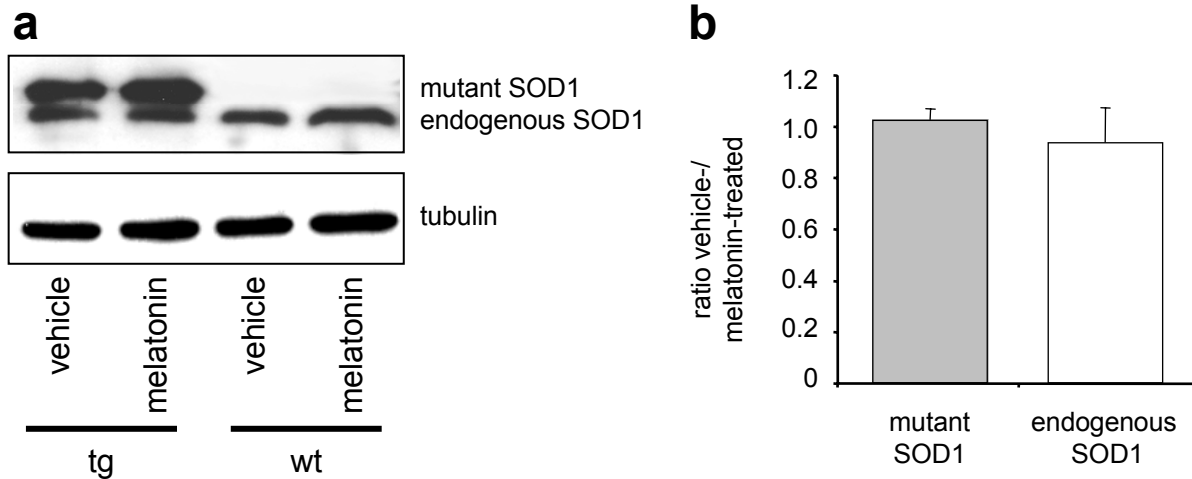 a
mutant SOD1
endogenous SOD1
tubulin
vehicle
melatonin
vehicle
melatonin
tg
wt
b
ratio vehicle-/
melatonin-treated
1.2
1.0
0.8
0.6
0.4
0.2
0
mutant
SOD1
endogenous
SOD1